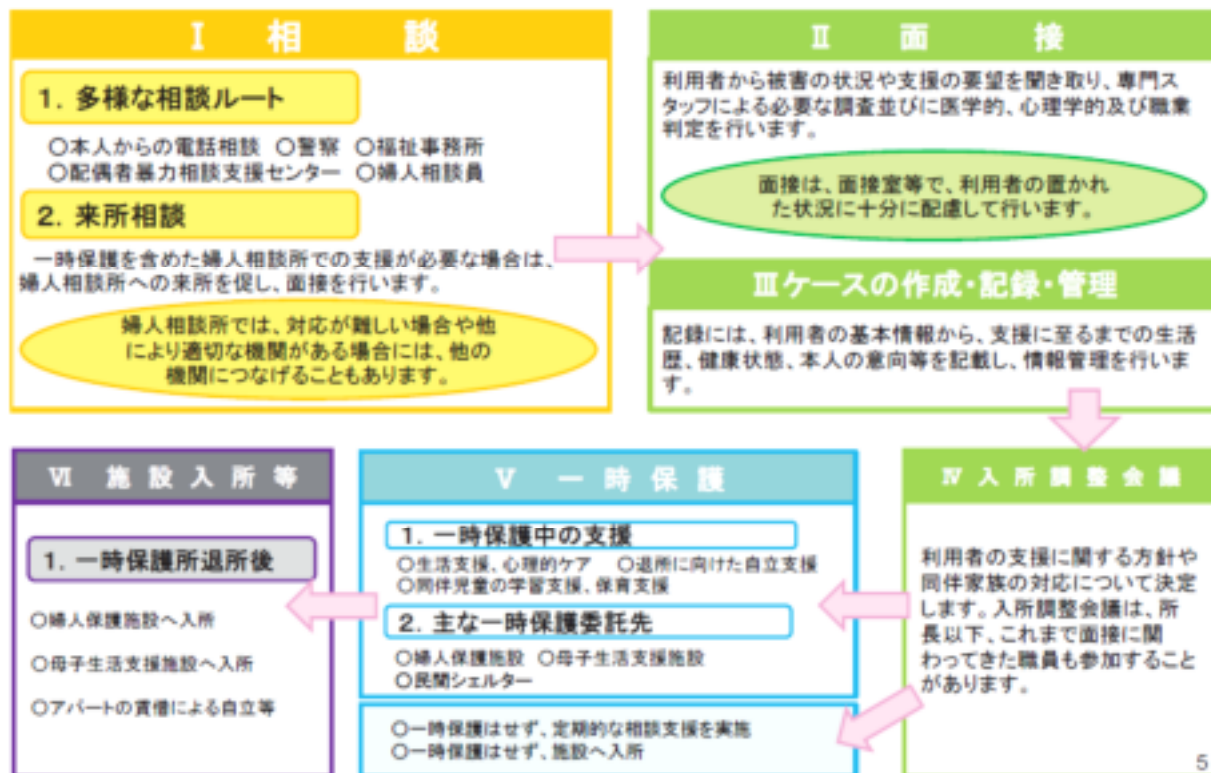 Ⅰ 相 談
1. 多様な相談ルート
○本人からの電話相談 ○警察 ○福祉事務所
○配偶者暴力相談支援センター ○婦人相談員
2. 来所相談
一時保護を含めた婦人相談所での支援が必要な場合は、
婦人相談所への来所を促し、面接を行います。
婦人相談所では、対応が難しい場合や他
により適切な機関がある場合には、他の
機関につなげることもあります。
Ⅱ 面 接
利用者から被害の状況や支援の要望を聞き取り、専門ス
タッフによる必要な調査並びに医学的、心理学的及び職業
判定を行います。
面接は、面接室等で、利用者の置かれ
た状況に十分に配慮して行います。
Ⅲケースの作成・記録・管理
記録には、利用者の基本情報から、支援に至るまでの生活
歴、健康状態、本人の意向等を記載し、情報管理を行いま
す。
Ⅳ 入 所 調 整 会 議
利用者の支援に関する方針や
同伴家族の対応について決定
します。入所調整会議は、所
長以下、これまで面接に関
わってきた職員も参加すること
があります。
Ⅴ 一 時 保 護
1. 一時保護中の支援
○生活支援、心理的ケア ○退所に向けた自立支援
○同伴児童の学習支援、保育支援
2. 主な一時保護委託先
○婦人保護施設 ○母子生活支援施設
○民間シェルター
○一時保護はせず、定期的な相談支援を実施
○一時保護はせず、施設へ入所
Ⅵ 施 設 入 所 等
1. 一時保護所退所後
○婦人保護施設へ入所
○母子生活支援施設へ入所
○アパートの賃借による自立等
5